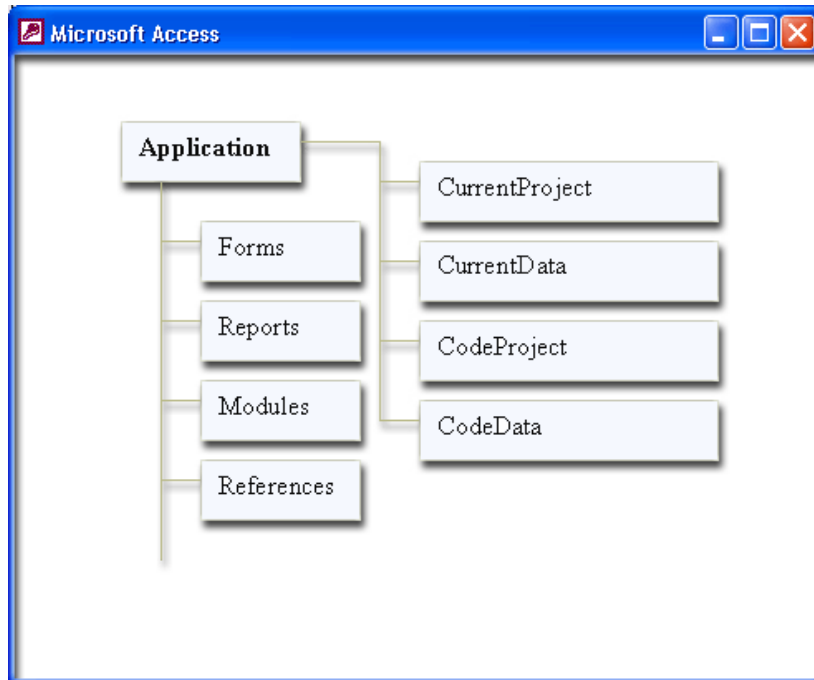 Microsoft Access
Application
Forms
Reports
Modules
References
CurrentProject
CurrentData
CodeProject
CodeData